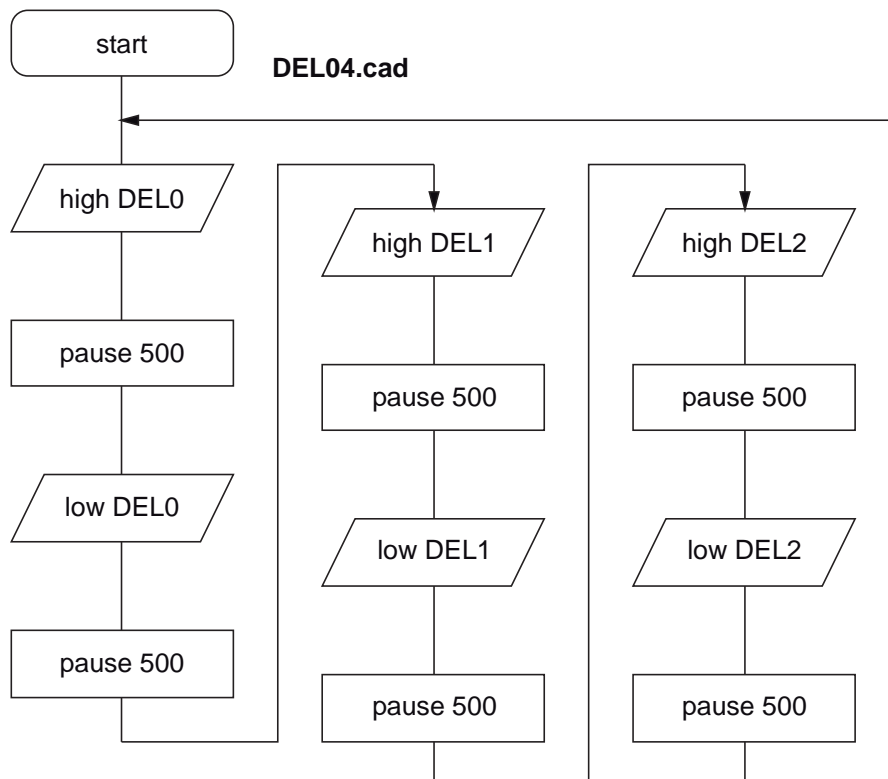 start
DEL04.cad
high DEL0
pause 500
low DEL0
pause 500
high DEL1
pause 500
low DEL1
pause 500
high DEL2
pause 500
low DEL2
pause 500